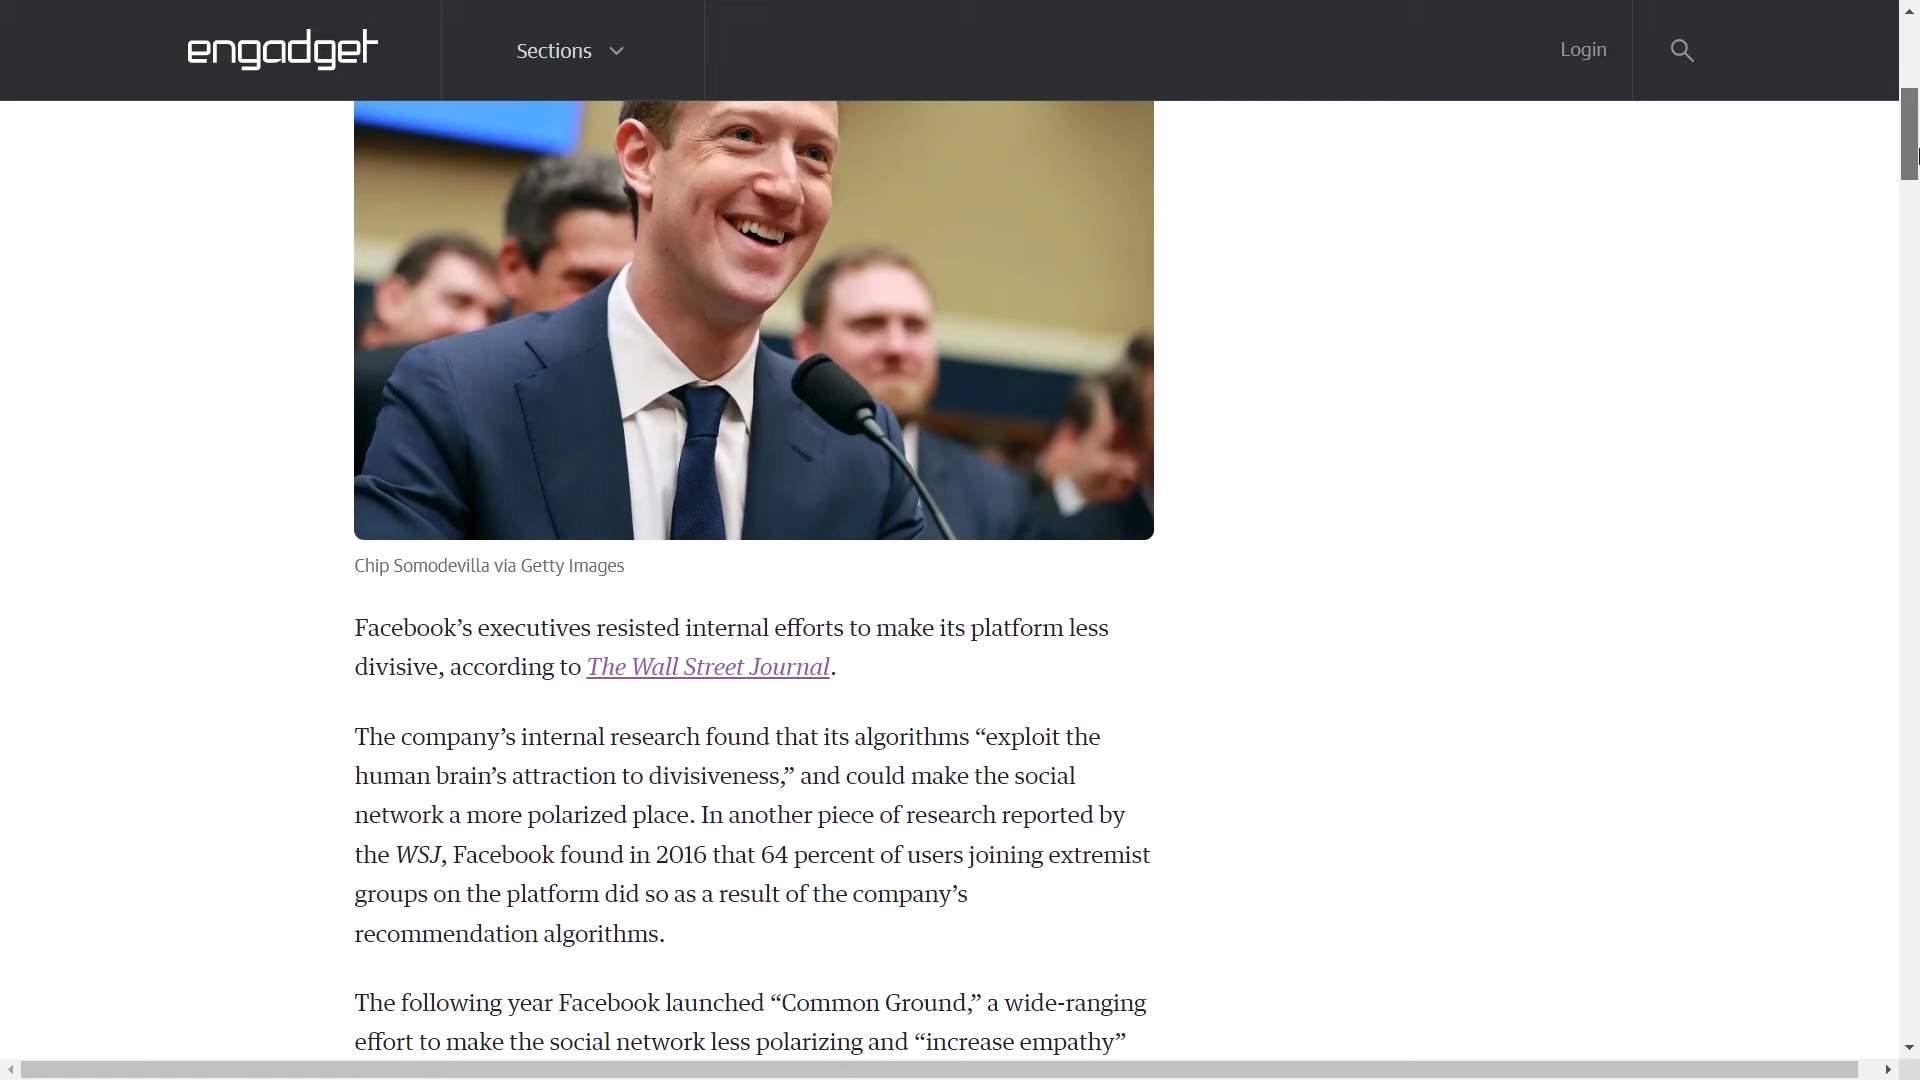 engadget
Sections
Login
Chip Somodevilla via Getty Images
Facebook’s executives resisted internal efforts to make its platform less
divisive, according to The Wall Street Journal.
The company’s internal research found that its algorithms “exploit the
human brain’s attraction to divisiveness,” and could make the social
network a more polarized place. In another piece of research reported by
the WSJ, Facebook found in 2016 that 64 percent of users joining extremist
groups on the platform did so as a result of the company’s
recommendation algorithms.
The following year Facebook launched “Common Ground,” a wide-ranging
effort to make the social network less polarizing and “increase empathy”